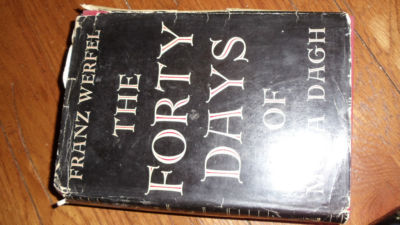 FRANZ WERFEL
THE
FORTY
DAYS
OF
DAGH